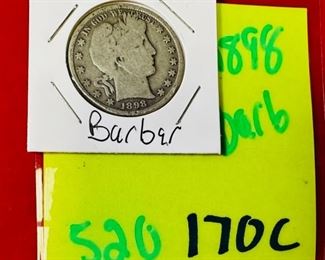 IN GOD WE TRUST
1898
Barber
1898
Barb
520 170C